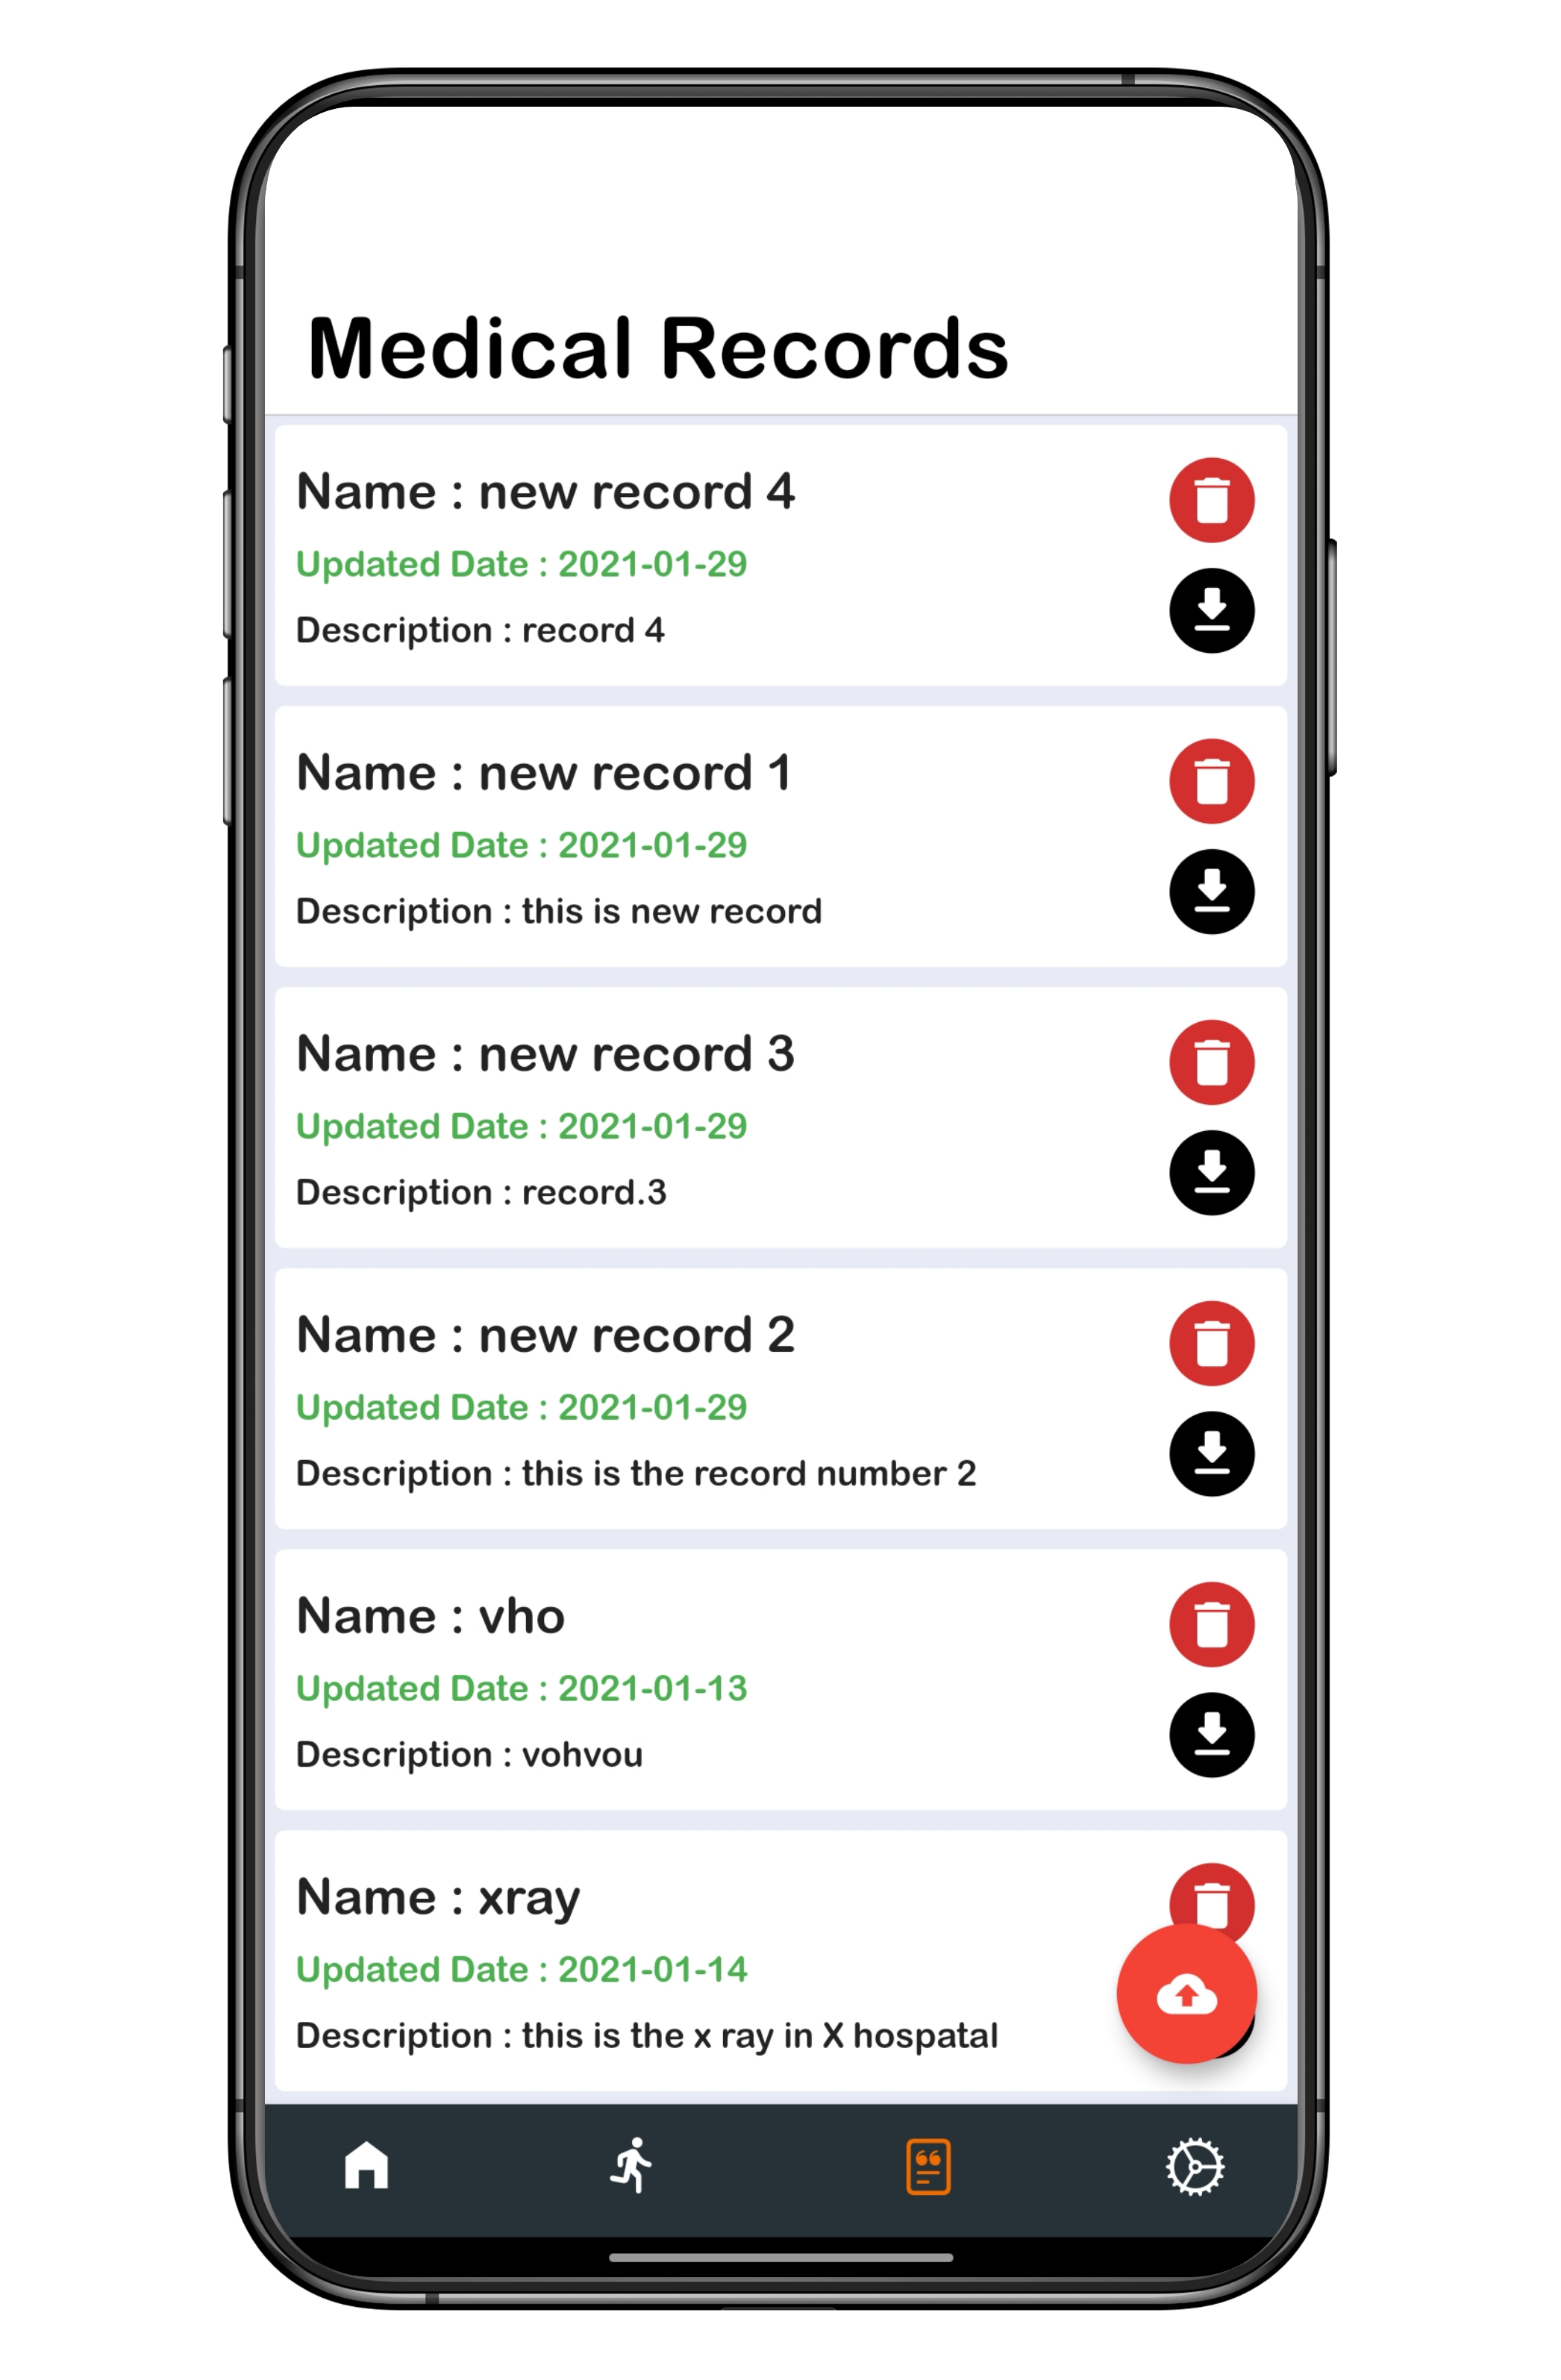 Medical Records
Name : new record 4
Updated Date : 2021-01-29
Description : record 4
Name : new record 1
Updated Date : 2021-01-29
Description : this is new record
Name : new record 3
Updated Date : 2021-01-29
Description : record.3
Name : new record 2
Updated Date : 2021-01-29
Description : this is the record number 2
Name : vho
Updated Date : 2021-01-13
Description : vohvou
Name : xray
Updated Date : 2021-01-14
Description : this is the x ray in X hospatal